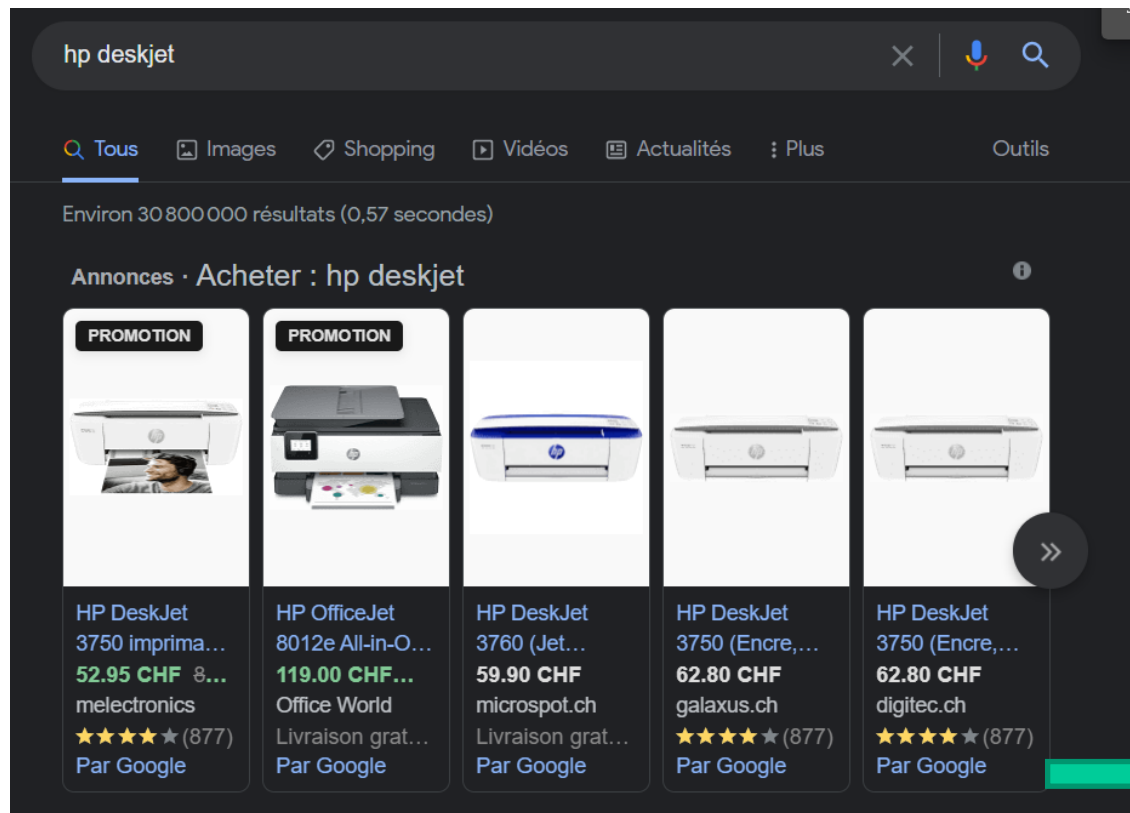 hp deskjet
Tous Images Shopping Vidéos Actualités Plus Outils
Environ 30 800 000 résultats (0,57 secondes)
Annonces · Acheter : hp deskjet
PROMOTION
HP DeskJet
3750 imprima...
52.95 CHF 8...
melectronics
(877)
Par Google
PROMOTION
HP OfficeJet
8012e All-in-O...
119.00 CHF...
Office World
Livraison grat...
Par Google
hp
HP DeskJet
3760 (Jet...
59.90 CHF
microspot.ch
Livraison grat...
Par Google
HP DeskJet
3750 (Encre,...
62.80 CHF
galaxus.ch
(877)
Par Google
HP DeskJet
3750 (Encre,...
62.80 CHF
digitec.ch
(877)
Par Google